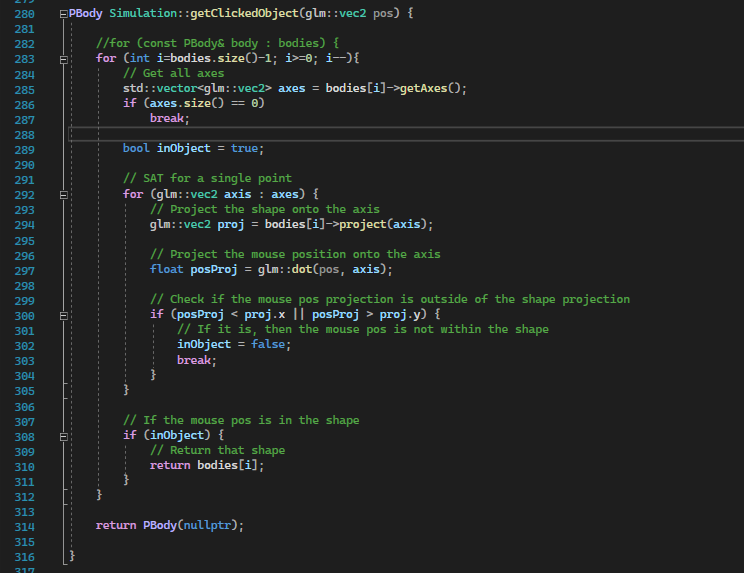 280 PBody Simulation::getClickedObject(glm::vec2 pos) {
281
282 //for (const PBody& body : bodies) {
283 for (int i=bodies.size()-1; i>=0; i--){
284 // Get all axes
285 std::vector<glm::vec2> axes = bodies[i]->getAxes();
286 if (axes.size() == 0)
287 break;
288
289 bool inObject = true;
290
291 // SAT for a single point
292 for (glm::vec2 axis : axes) {
293 // Project the shape onto the axis
294 glm::vec2 proj = bodies[i]->project(axis);
295
296 // Project the mouse position onto the axis
297 float posProj = glm::dot(pos, axis);
298
299 // Check if the mouse pos projection is outside of the shape projection
300 if (posProj < proj.x || posProj > proj.y) {
301 // If it is, then the mouse pos is not within the shape
302 inObject = false;
303 break;
304 }
305 }
306
307 // If the mouse pos is in the shape
308 if (inObject) {
309 // Return that shape
310 return bodies[i];
311 }
312 }
313
314 return PBody(nullptr);
315
316 }
317